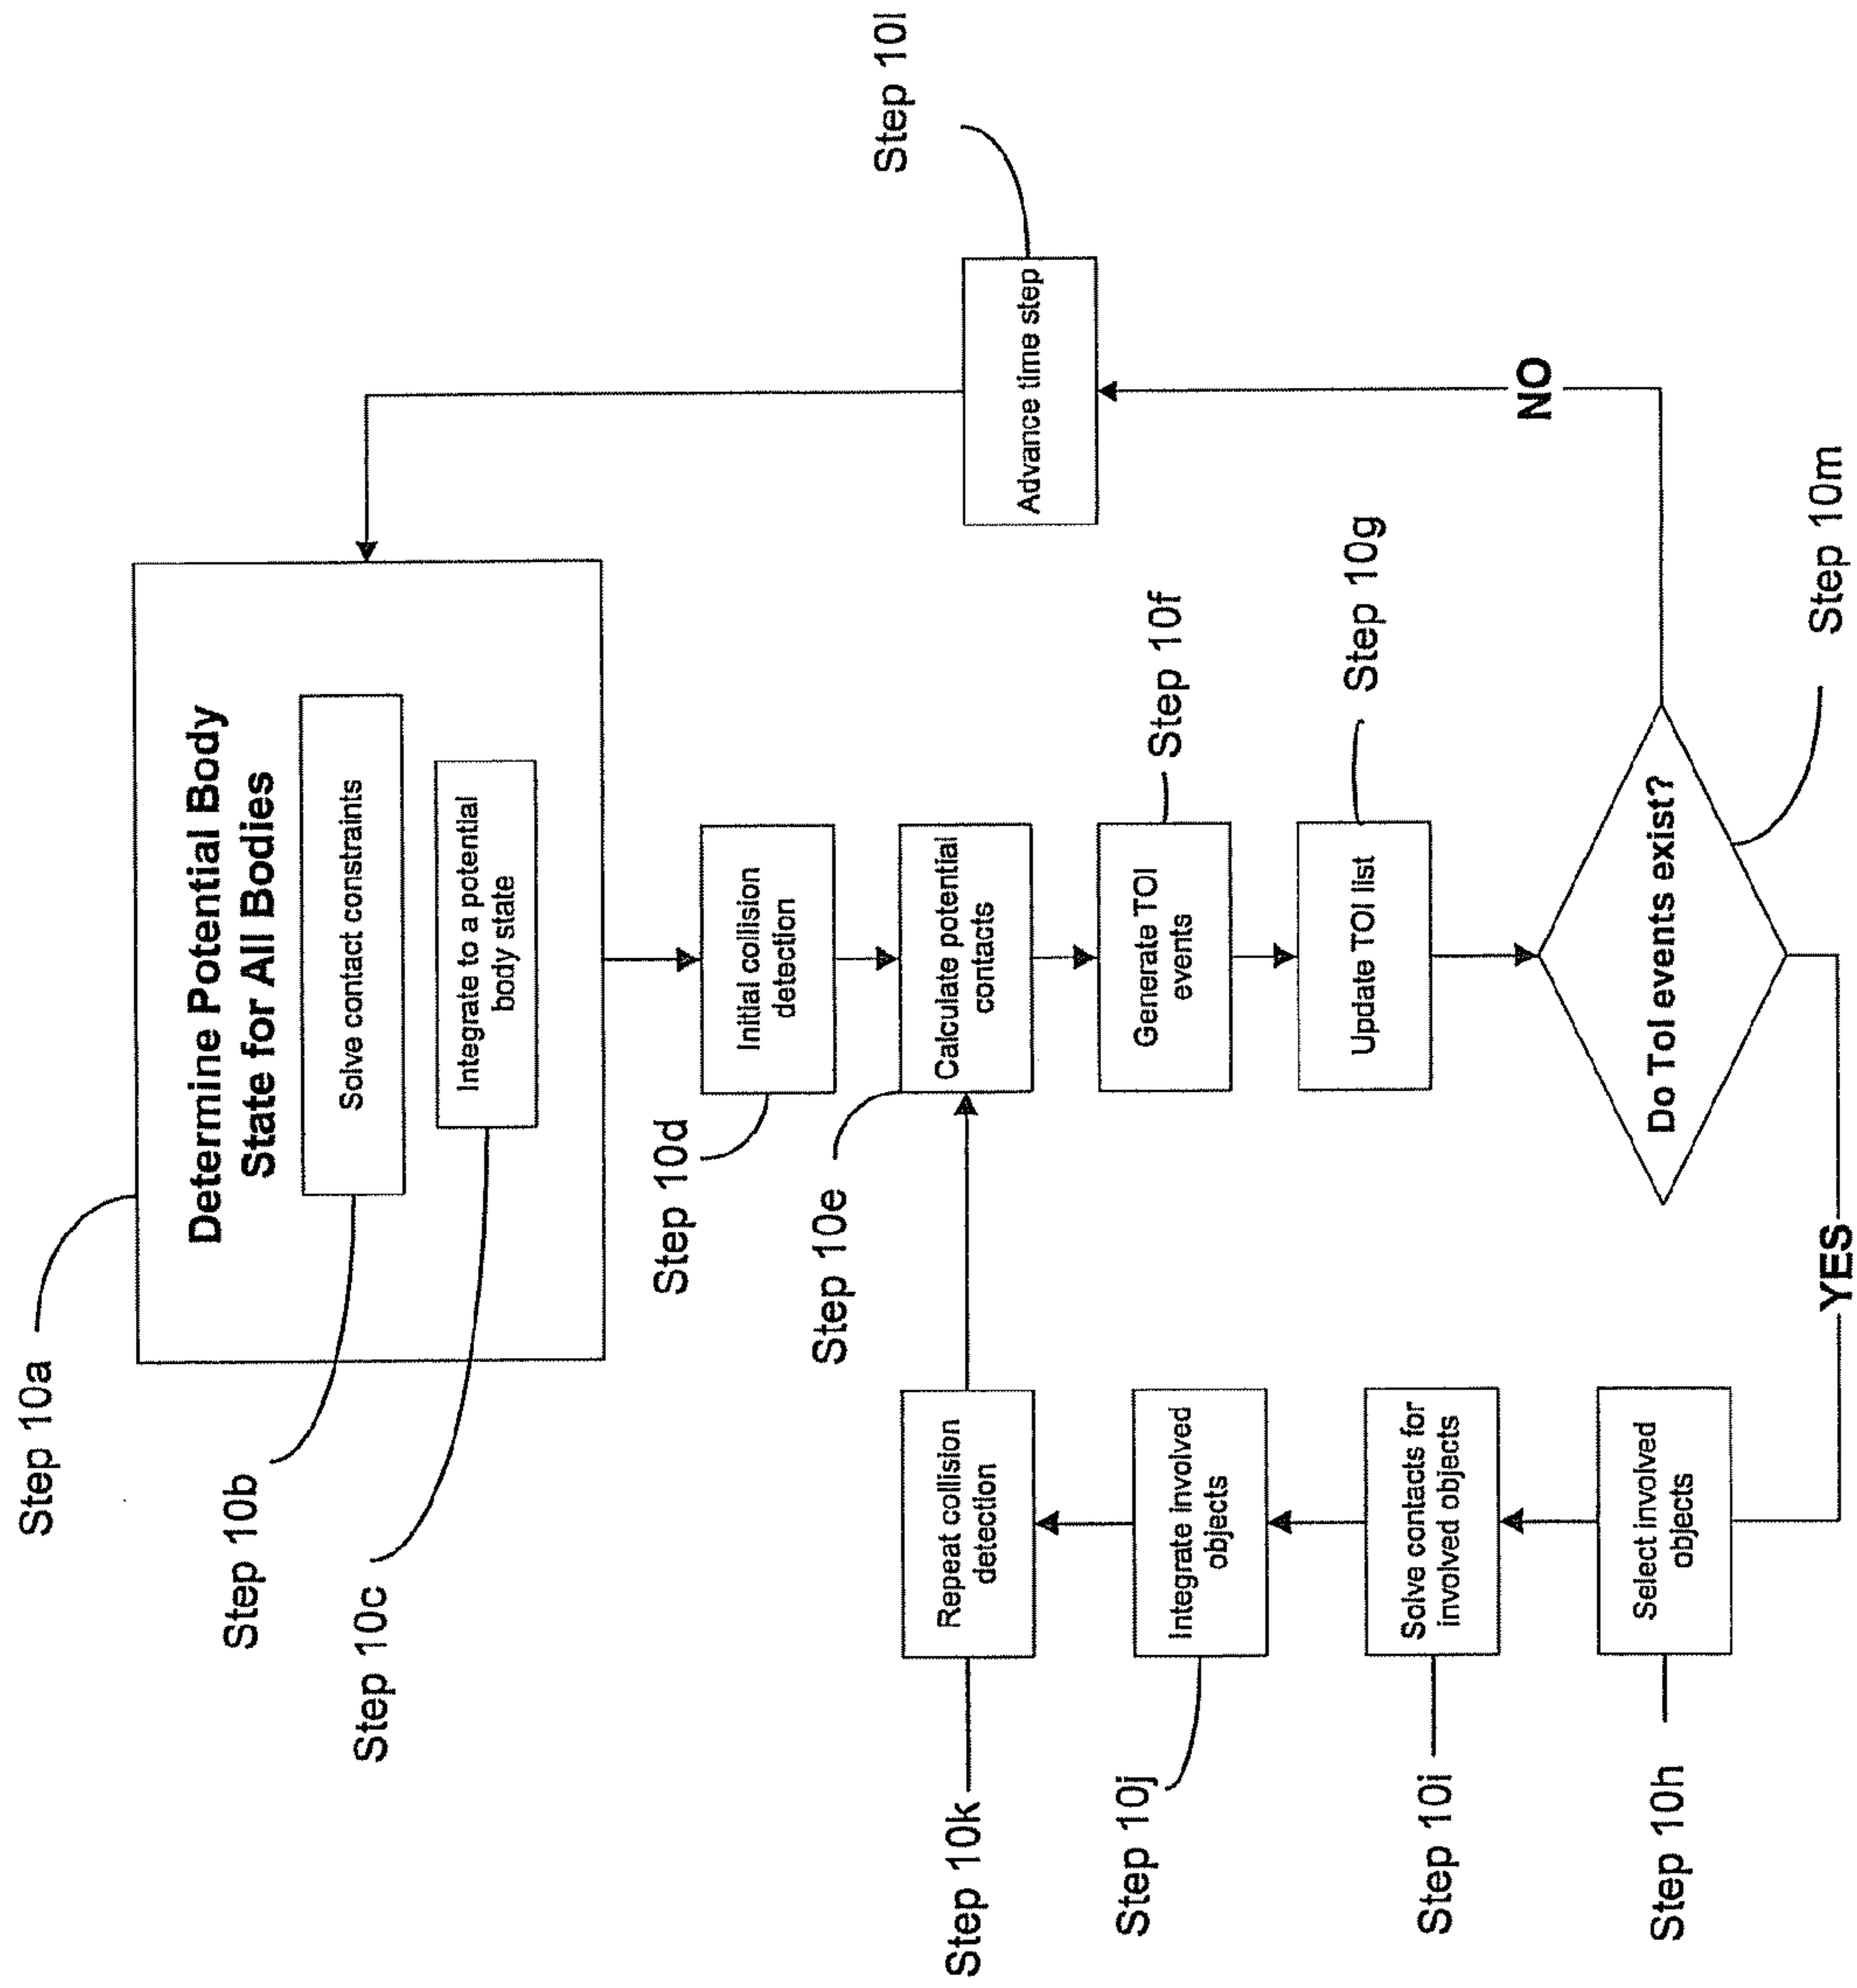 Step 10a
Determine Potential Body
State for All Bodies
Step 10b
Solve contact constraints
Step 10c
Integrate to a potential
body state
Step 10d
Initial collision
detection
Step 10e
Calculate potential
contacts
Generate TOI
events
Step 10f
Update TOI list
Step 10g
Do ToI events exist?
Step 10m
NO
Advance time step
Step 10l
YES
Step 10h
Select involved
objects
Step 10i
Solve contacts for
involved objects
Step 10j
Integrate involved
objects
Step 10k
Repeat collision
detection